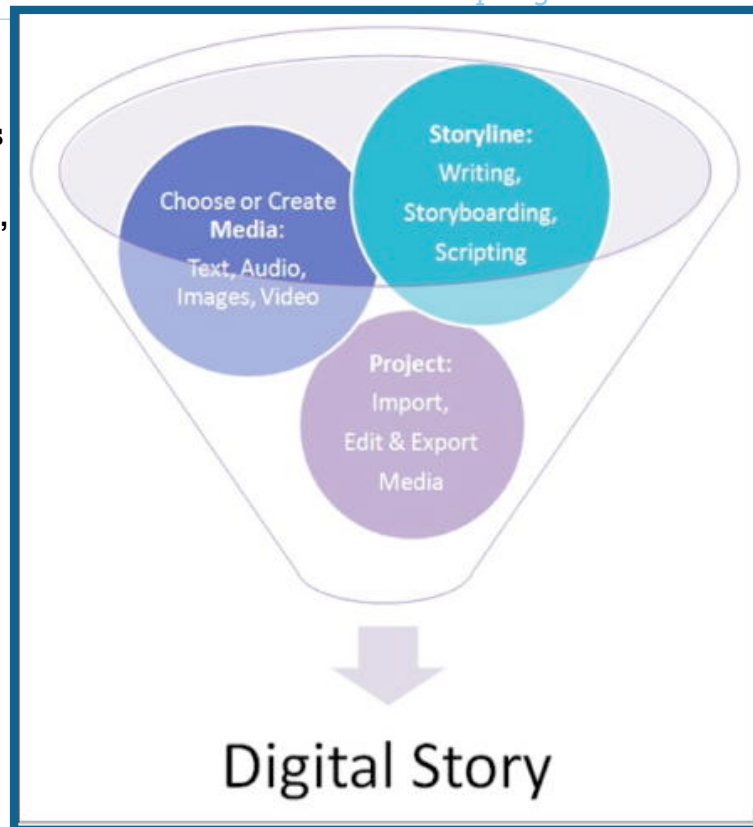 Storyline:
Writing,
Storyboarding,
Scripting
Choose or Create
Media:
Text, Audio,
Images, Video
Project:
Import,
Edit & Export
Media
Digital Story